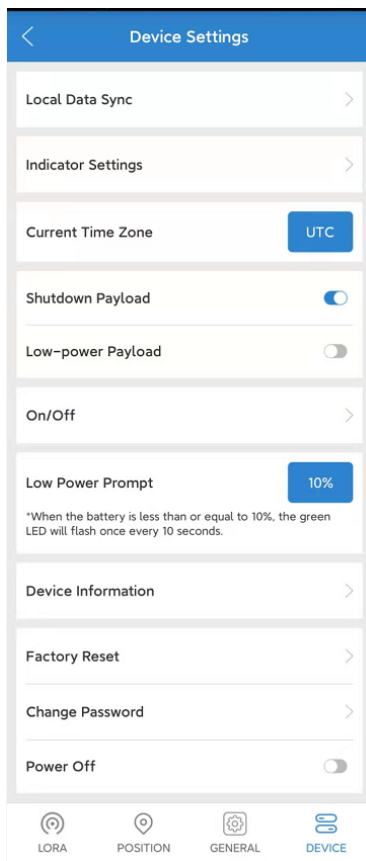 Device Settings
Local Data Sync
Indicator Settings
Current Time Zone
UTC
Shutdown Payload
Low-power Payload
On/Off
Low Power Prompt
10%
*When the battery is less than or equal to 10%, the green
LED will flash once every 10 seconds.
Device Information
Factory Reset
Change Password
Power Off
LORA
POSITION
GENERAL
DEVICE